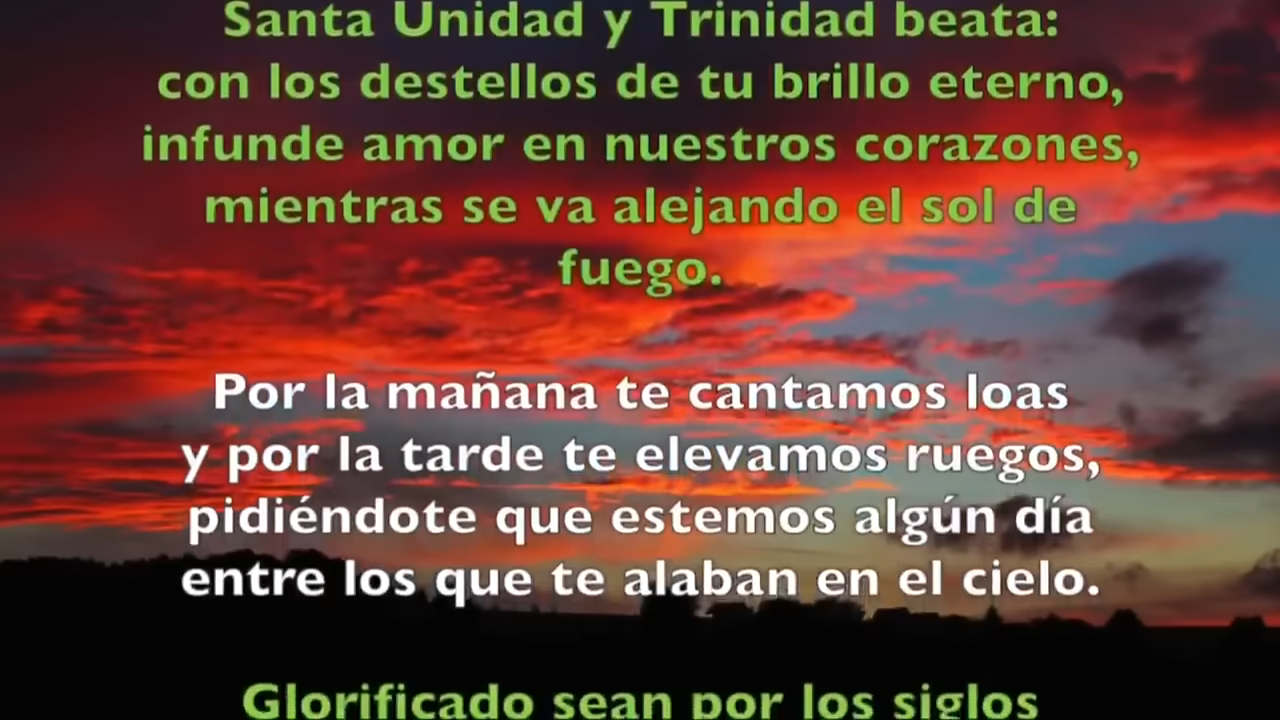 Santa Unidad y Trinidad beata:
con los destellos de tu brillo eterno,
infunde amor en nuestros corazones,
mientras se va alejando el sol de
fuego.
Por la mañana te cantamos loas
y por la tarde te elevamos ruegos,
pidiéndote que estemos algún día
entre los que te alaban en el cielo.
Glorificado sean por los siglos